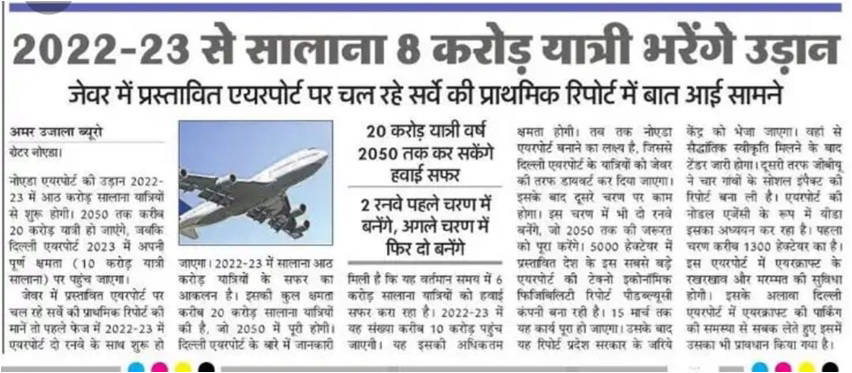 2022-23 से सालाना 8 करोड़ यात्री भरेंगे उड़ान
जेवर में प्रस्तावित एयरपोर्ट पर चल रहे सर्वे की प्राथमिक रिपोर्ट में बात आई सामने
अमर उजाला ब्यूरो
ग्रेटर नोएडा।
नोएडा एयरपोर्ट की उड़ान 2022-
23 में आठ करोड़ सालाना यात्रियों
से शुरू होगी। 2050 तक करीब
20 करोड़ यात्री हो जाएंगे, जबकि
दिल्ली एयरपोर्ट 2023 में अपनी
पूर्ण क्षमता (10 करोड़ यात्री
सालाना) पर पहुंच जाएगा।
जेवर में प्रस्तावित एयरपोर्ट पर
चल रहे सर्वे की प्राथमिक रिपोर्ट की
मानें तो पहले फेज में 2022-23 में
एयरपोर्ट दो रनवे के साथ शुरू हो
जाएगा। 2022-23 में सालाना आठ
करोड़ यात्रियों के सफर का
आकलन है। इसकी कुल क्षमता
करीब 20 करोड़ सालाना यात्रियों
की है, जो 2050 में पूरी होगी।
दिल्ली एयरपोर्ट के बारे में जानकारी
20 करोड़ यात्री वर्ष
2050 तक कर सकेंगे
हवाई सफर
2 रनवे पहले चरण में
बनेंगे, अगले चरण में
फिर दो बनेंगे
मिली है कि यह वर्तमान समय में 6
करोड़ सालाना यात्रियों को हवाई
सफर करा रहा है। 2022-23 में
यह संख्या करीब 10 करोड़ पहुंच
जाएगी। यह इसकी अधिकतम
क्षमता होगी। तब तक नोएडा
एयरपोर्ट बनाने का लक्ष्य है, जिससे
दिल्ली एयरपोर्ट के यात्रियों को जेवर
की तरफ डायवर्ट कर दिया जाएगा।
इसके बाद दूसरे चरण पर काम
होगा। इस चरण में भी दो रनवे
बनेंगे, जो 2050 तक की जरूरत
को पूरा करेंगे। 5000 हेक्टेयर में
प्रस्तावित देश के इस सबसे बड़े
एयरपोर्ट की टेक्नो इकोनॉमिक
फिजिबिलिटी रिपोर्ट पीडब्ल्यूसी
कंपनी बना रही है। 15 मार्च तक
यह कार्य पूरा हो जाएगा। उसके बाद
यह रिपोर्ट प्रदेश सरकार के जरिये
केंद्र को भेजा जाएगा। वहां से
सैद्धांतिक स्वीकृति मिलने के बाद
टेंडर जारी होगा। दूसरी तरफ जीबीयू
ने चार गांवों के सोशल इंपैक्ट की
रिपोर्ट बना ली है। एयरपोर्ट की
नोडल एजेंसी के रूप में यीडा
इसका अध्ययन कर रहा है। पहला
चरण करीब 1300 हेक्टेयर का है।
इस एयरपोर्ट में एयरक्राफ्ट के
रखरखाव और मरम्मत की सुविधा
होगी। इसके अलावा दिल्ली
एयरपोर्ट में एयरक्राफ्ट की पार्किंग
की समस्या से सबक लेते हुए इसमें
उसका भी प्रावधान किया गया है।